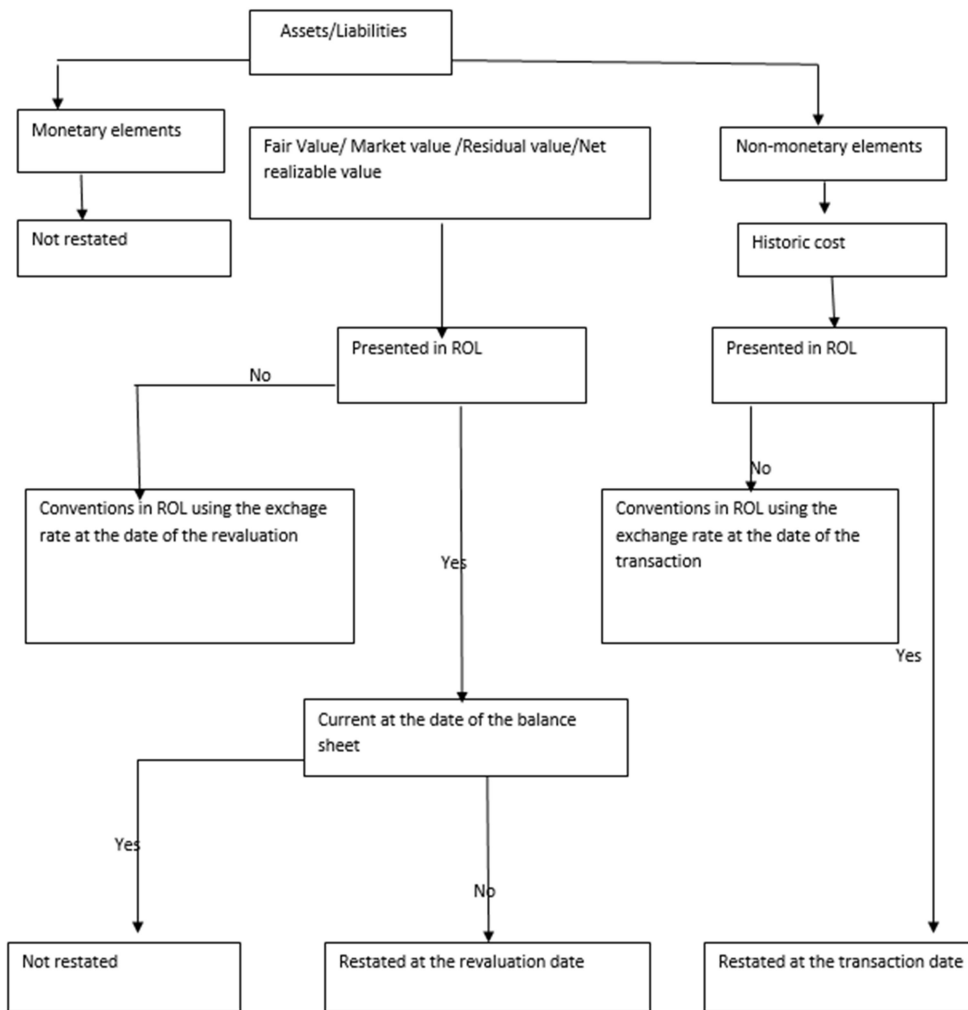 Assets/Liabilities
Monetary elements
Fair Value/ Market value /Residual value/Net
realizable value
Non-monetary elements
Not restated
Historic cost
Presented in ROL
Presented in ROL
No
No
Conventions in ROL using the exchage
rate at the date of the revaluation
Conventions in ROL using the
exchange rate at the date of the
transaction
Yes
Yes
Current at the date of the balance
sheet
Yes
No
Not restated
Restated at the revaluation date
Restated at the transaction date